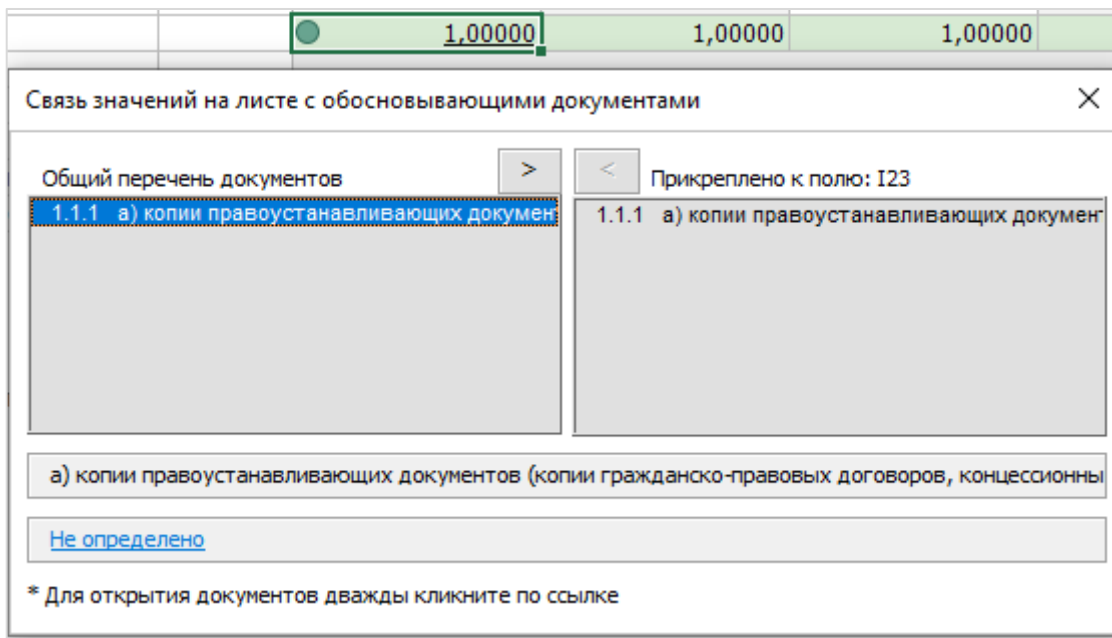 1,00000 1,00000 1,00000
Связь значений на листе с обосновывающими документами
Общий перечень документов > < Прикреплено к полю: I23
1.1.1 а) копии правоустанавливающих докумен 1.1.1 а) копии правоустанавливающих документ
а) копии правоустанавливающих документов (копии гражданско-правовых договоров, концессионны
Не определено
* Для открытия документов дважды кликните по ссылке